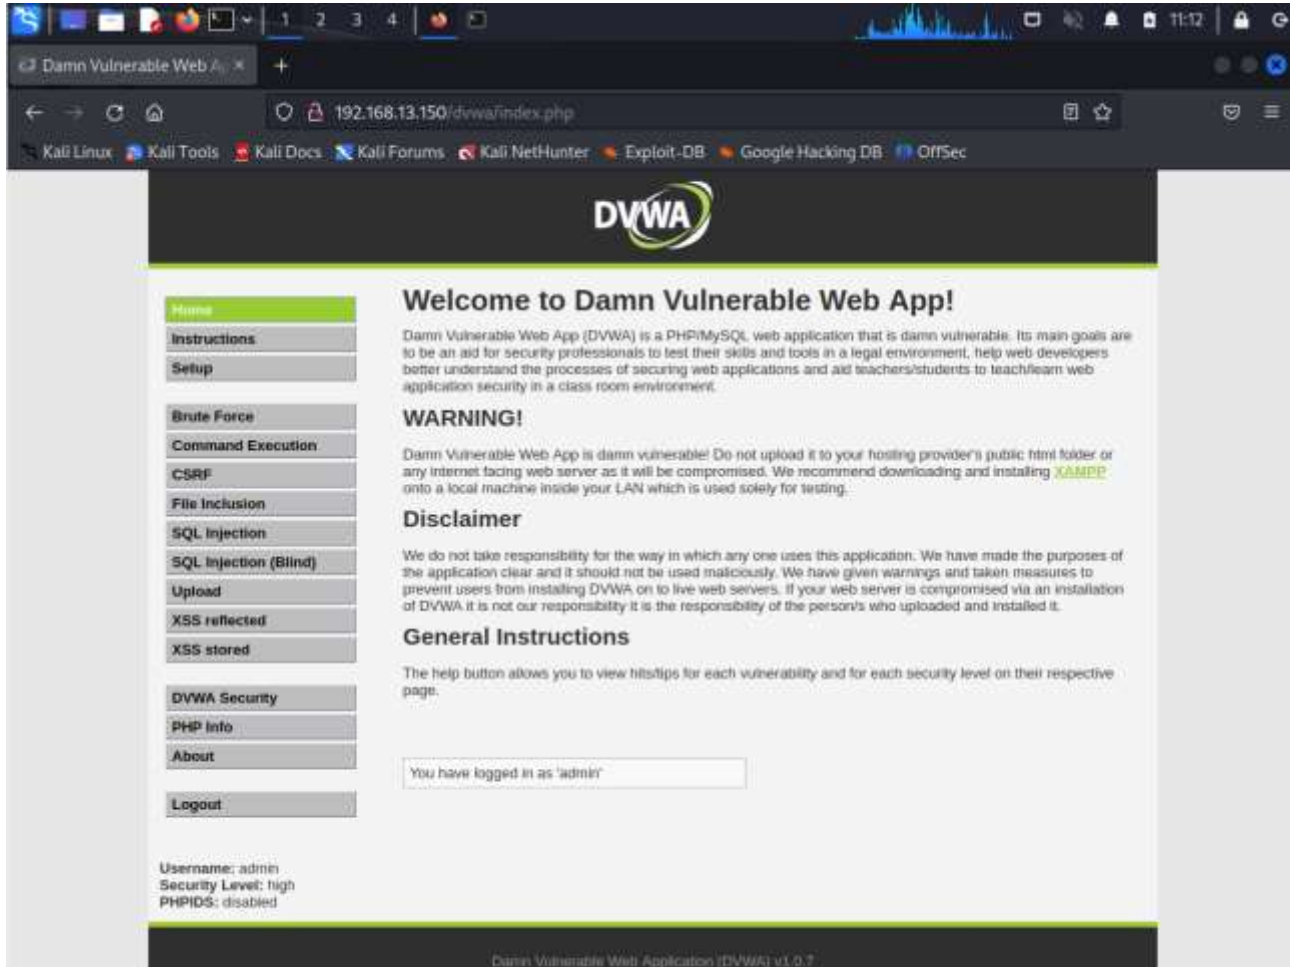 1 2 3 4
11:12
Damn Vulnerable Web A
192.168.13.150/dvwa/index.php
Kali Linux Kali Tools Kali Docs Kali Forums Kali NetHunter Exploit-DB Google Hacking DB OffSec
DVWA
Home
Instructions
Setup
Brute Force
Command Execution
CSRF
File Inclusion
SQL Injection
SQL Injection (Blind)
Upload
XSS reflected
XSS stored
DVWA Security
PHP Info
About
Logout
Username: admin
Security Level: high
PHPIDS: disabled
Welcome to Damn Vulnerable Web App!
Damn Vulnerable Web App (DVWA) is a PHP/MySQL web application that is damn vulnerable. Its main goals are
to be an aid for security professionals to test their skills and tools in a legal environment, help web developers
better understand the processes of securing web applications and aid teachers/students to teach/learn web
application security in a class room environment.
WARNING!
Damn Vulnerable Web App is damn vulnerable! Do not upload it to your hosting provider's public html folder or
any internet facing web server as it will be compromised. We recommend downloading and installing XAMPP
onto a local machine inside your LAN which is used solely for testing.
Disclaimer
We do not take responsibility for the way in which any one uses this application. We have made the purposes of
the application clear and it should not be used maliciously. We have given warnings and taken measures to
prevent users from installing DVWA on to live web servers. If your web server is compromised via an installation
of DVWA it is not our responsibility it is the responsibility of the person/s who uploaded and installed it.
General Instructions
The help button allows you to view hits/tips for each vulnerability and for each security level on their respective
page.
You have logged in as 'admin'
Damn Vulnerable Web Application (DVWA) v1.0.7